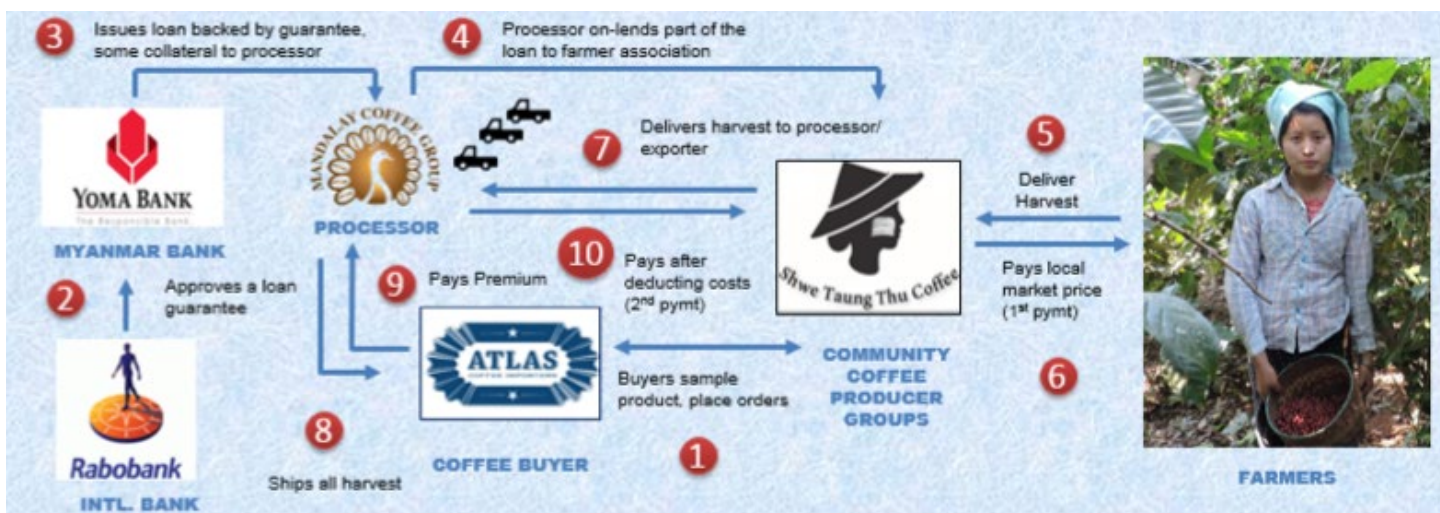 3
Issues loan backed by guarantee,
some collateral to processor
4
Processor on-lends part of the
loan to farmer association
YOMA BANK
The Responsible Bank
MYANMAR BANK
MANDALAY COFFEE GROUP
PROCESSOR
7
Delivers harvest to processor/
exporter
Shwe Taung Thu Coffee
COMMUNITY
COFFEE
PRODUCER
GROUPS
5
Deliver
Harvest
Pays local
market price
(1st pymt)
6
2
Approves a loan
guarantee
Rabobank
INTL. BANK
9
Pays Premium
10
Pays after
deducting costs
(2nd pymt)
ATLAS
COFFEE IMPORTERS
COFFEE BUYER
Buyers sample
product, place orders
1
8
Ships all harvest
FARMERS